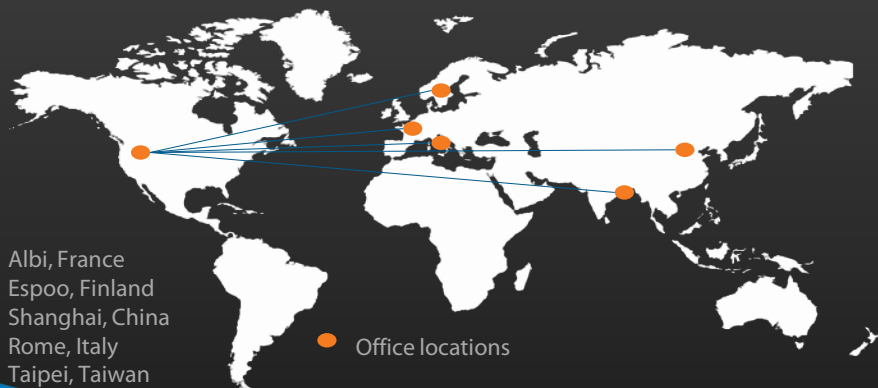 Albi, France
Espoo, Finland
Shanghai, China
Rome, Italy
Taipei, Taiwan
Office locations